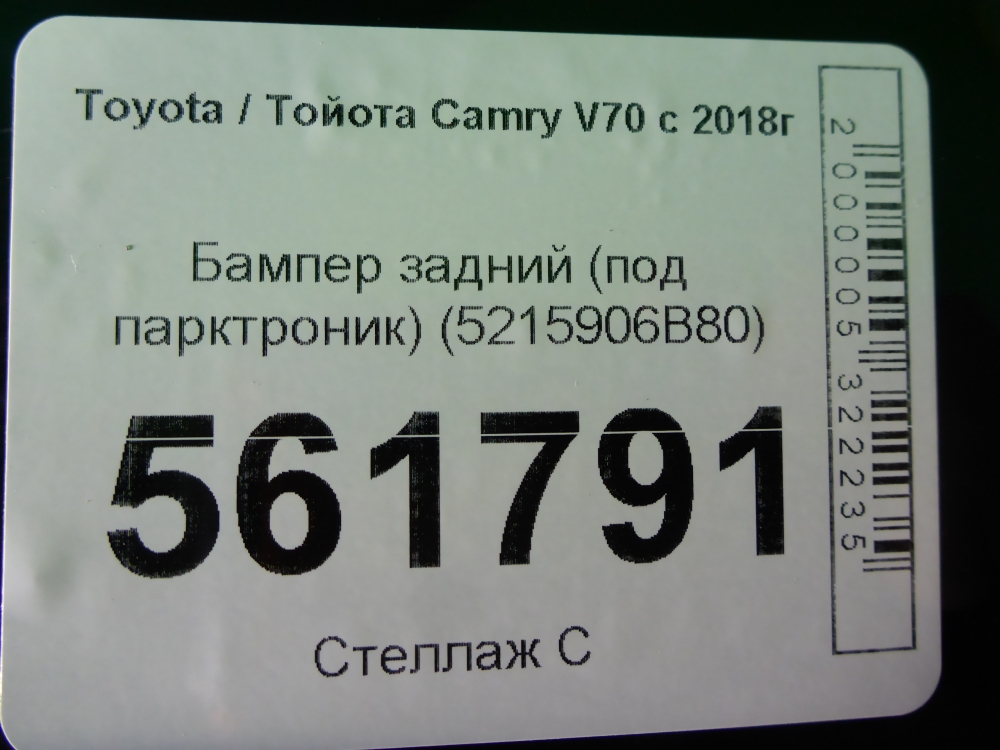 Toyota / Тойота Camry V70 с 2018г
Бампер задний (под
парктроник) (5215906B80)
561791
Стеллаж С
2000005322235